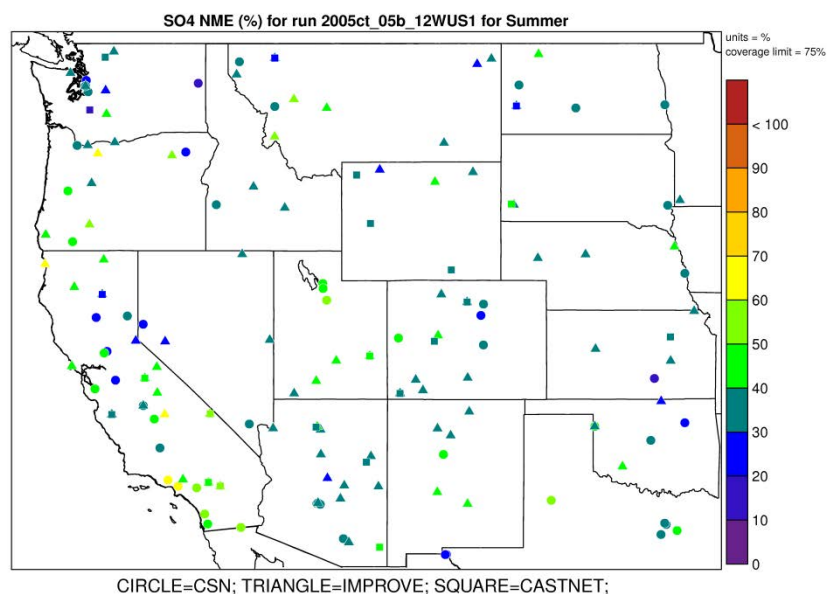 SO4 NME (%) for run 2005ct_05b_12WUS1 for Summer
units = %
coverage limit = 75%
< 100
90
80
70
60
50
40
30
20
10
0
CIRCLE=CSN; TRIANGLE=IMPROVE; SQUARE=CASTNET;